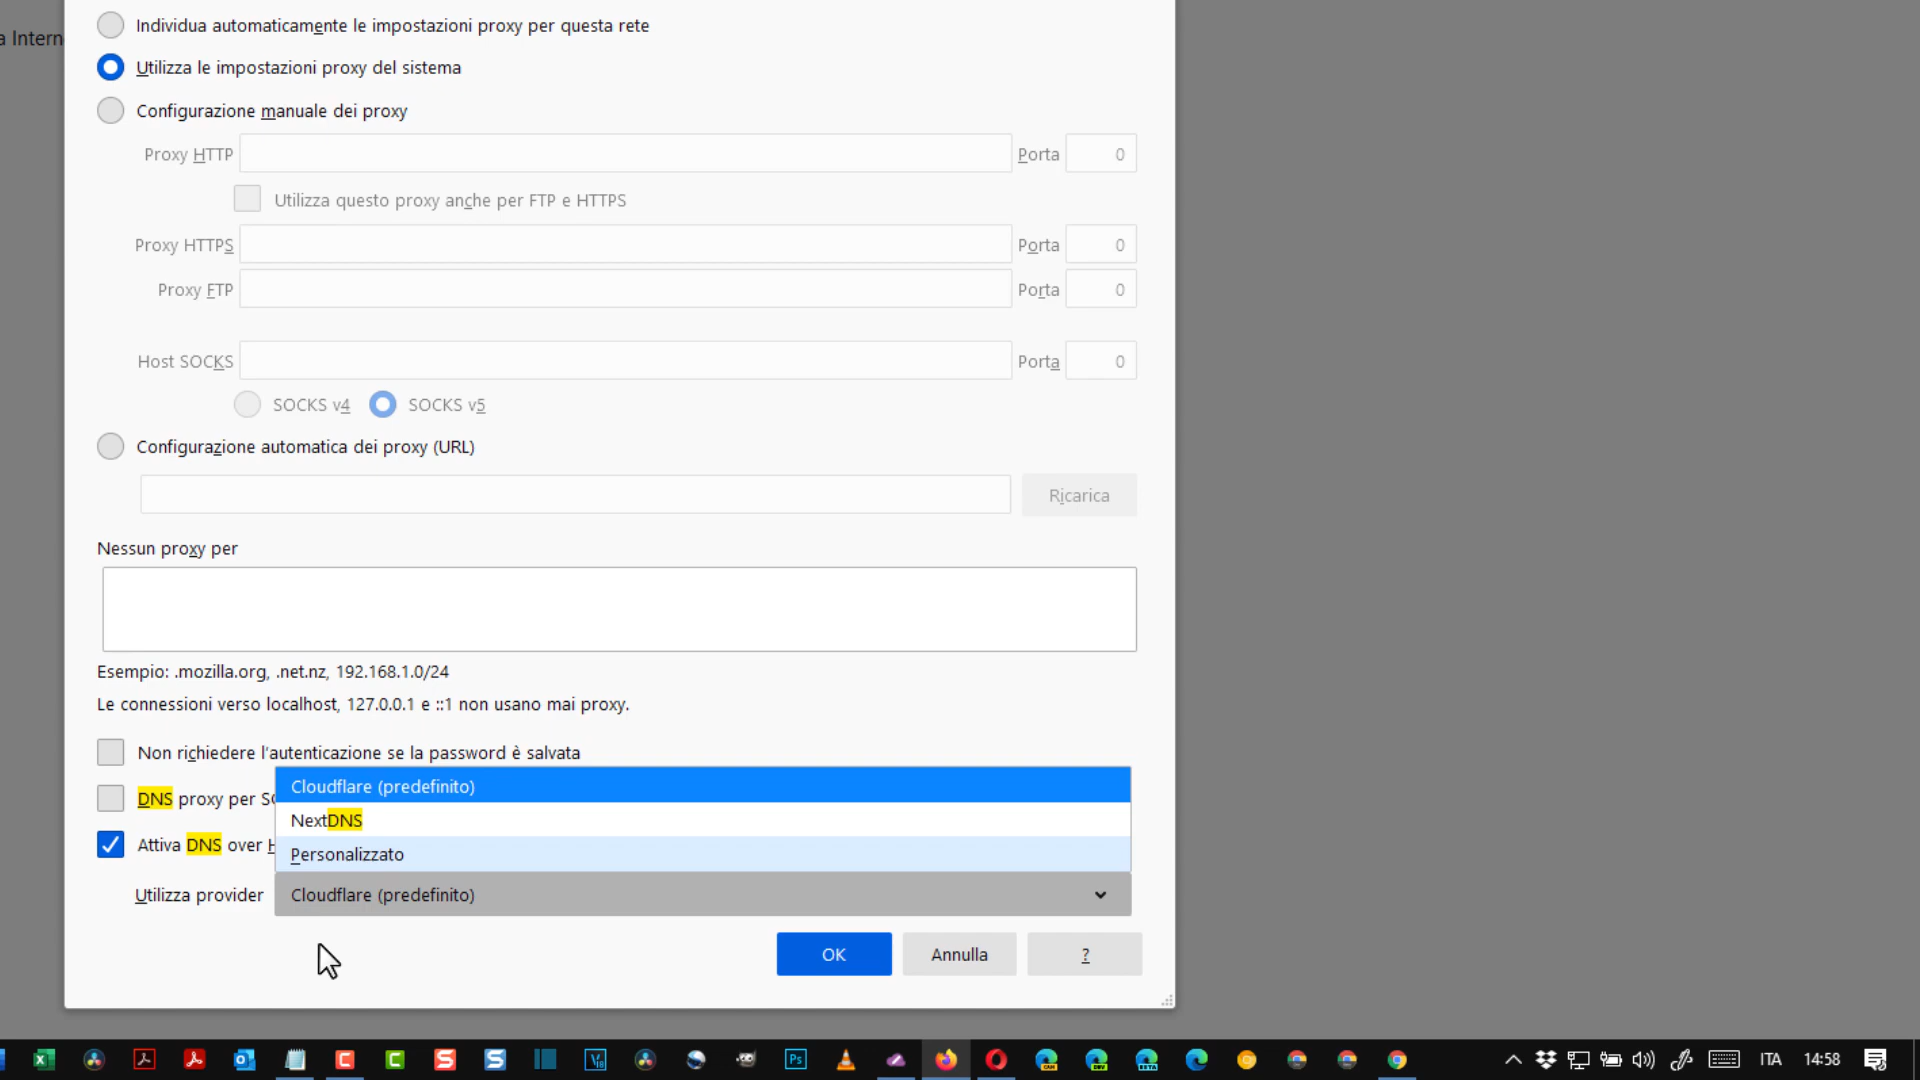 a Intern
Individua automaticamente le impostazioni proxy per questa rete
Utilizza le impostazioni proxy del sistema
Configurazione manuale dei proxy
Proxy HTTP
Porta 0
Utilizza questo proxy anche per FTP e HTTPS
Proxy HTTPS
Porta 0
Proxy FTP
Porta 0
Host SOCKS
Porta 0
SOCKS v4 SOCKS v5
Configurazione automatica dei proxy (URL)
Ricarica
Nessun proxy per
Esempio: .mozilla.org, .net.nz, 192.168.1.0/24
Le connessioni verso localhost, 127.0.0.1 e ::1 non usano mai proxy.
Non richiedere l'autenticazione se la password è salvata
Cloudflare (predefinito)
DNS proxy per SO
NextDNS
Attiva DNS over H
Personalizzato
Utilizza provider Cloudflare (predefinito)
OK Annulla ?
ITA 14:58